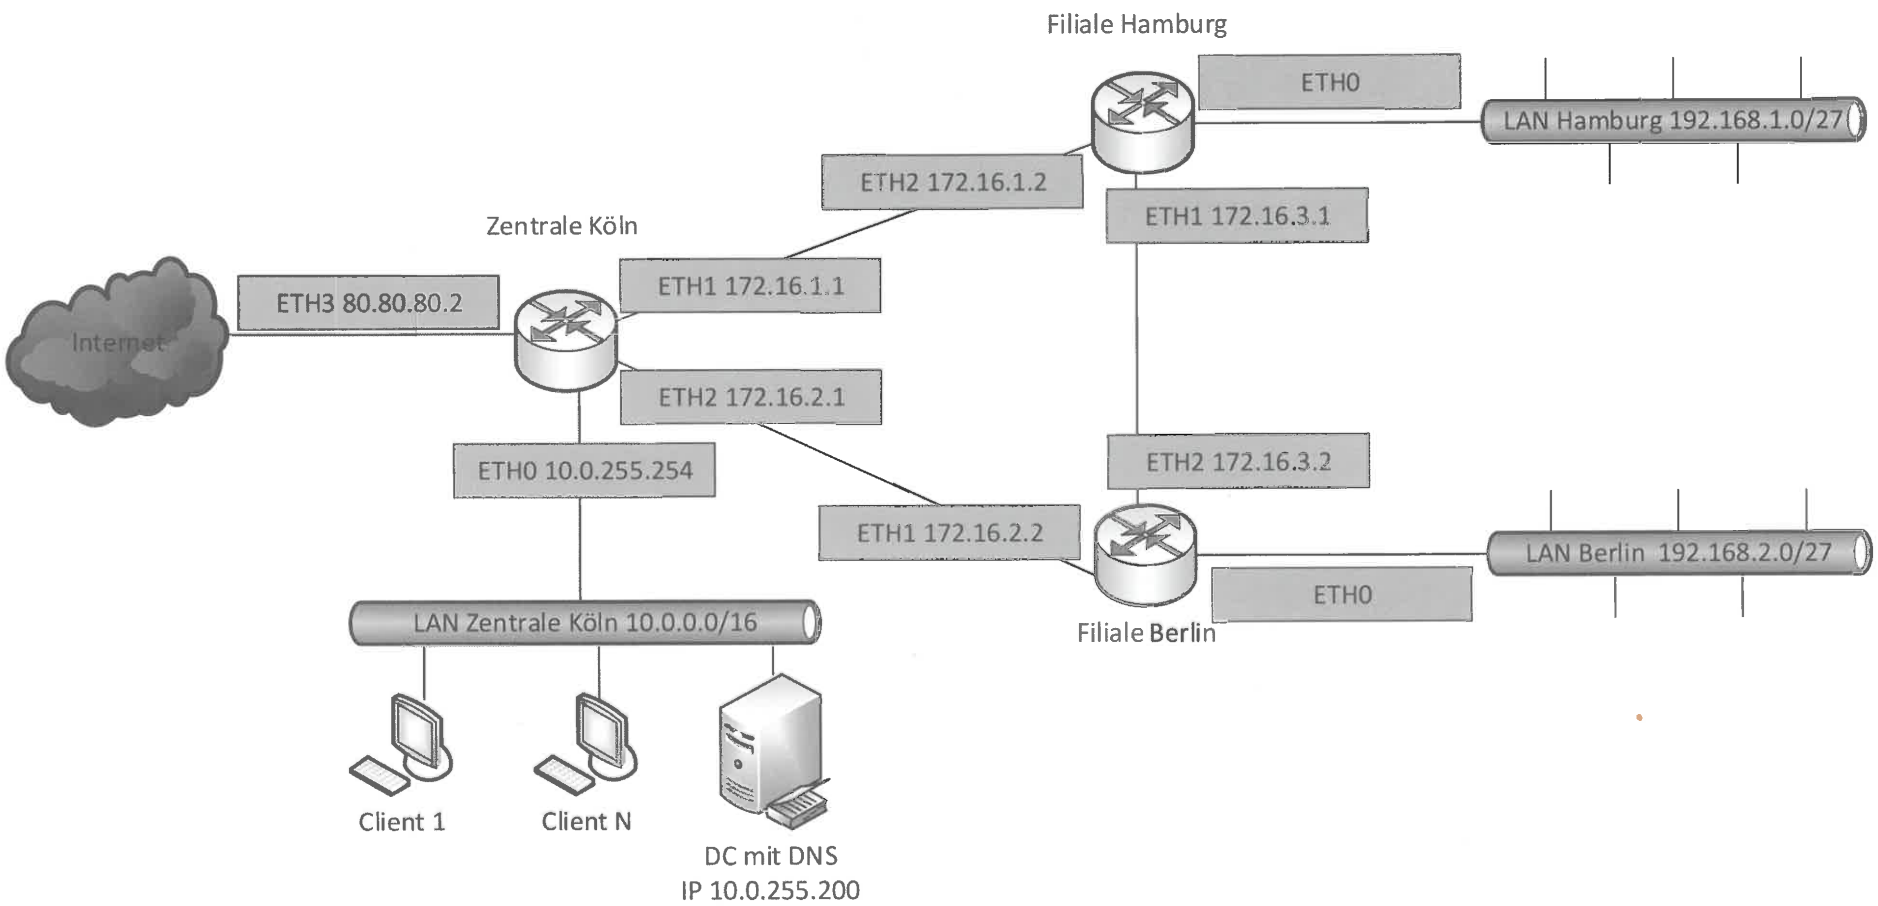 Filiale Hamburg
ETH0
LAN Hamburg 192.168.1.0/27
ETH2 172.16.1.2
ETH1 172.16.3.1
Zentrale Köln
ETH3 80.80.80.2
ETH1 172.16.1.1
Internet
ETH2 172.16.2.1
ETH0 10.0.255.254
ETH2 172.16.3.2
ETH1 172.16.2.2
LAN Berlin 192.168.2.0/27
ETH0
LAN Zentrale Köln 10.0.0.0/16
Filiale Berlin
Client 1
Client N
DC mit DNS
IP 10.0.255.200